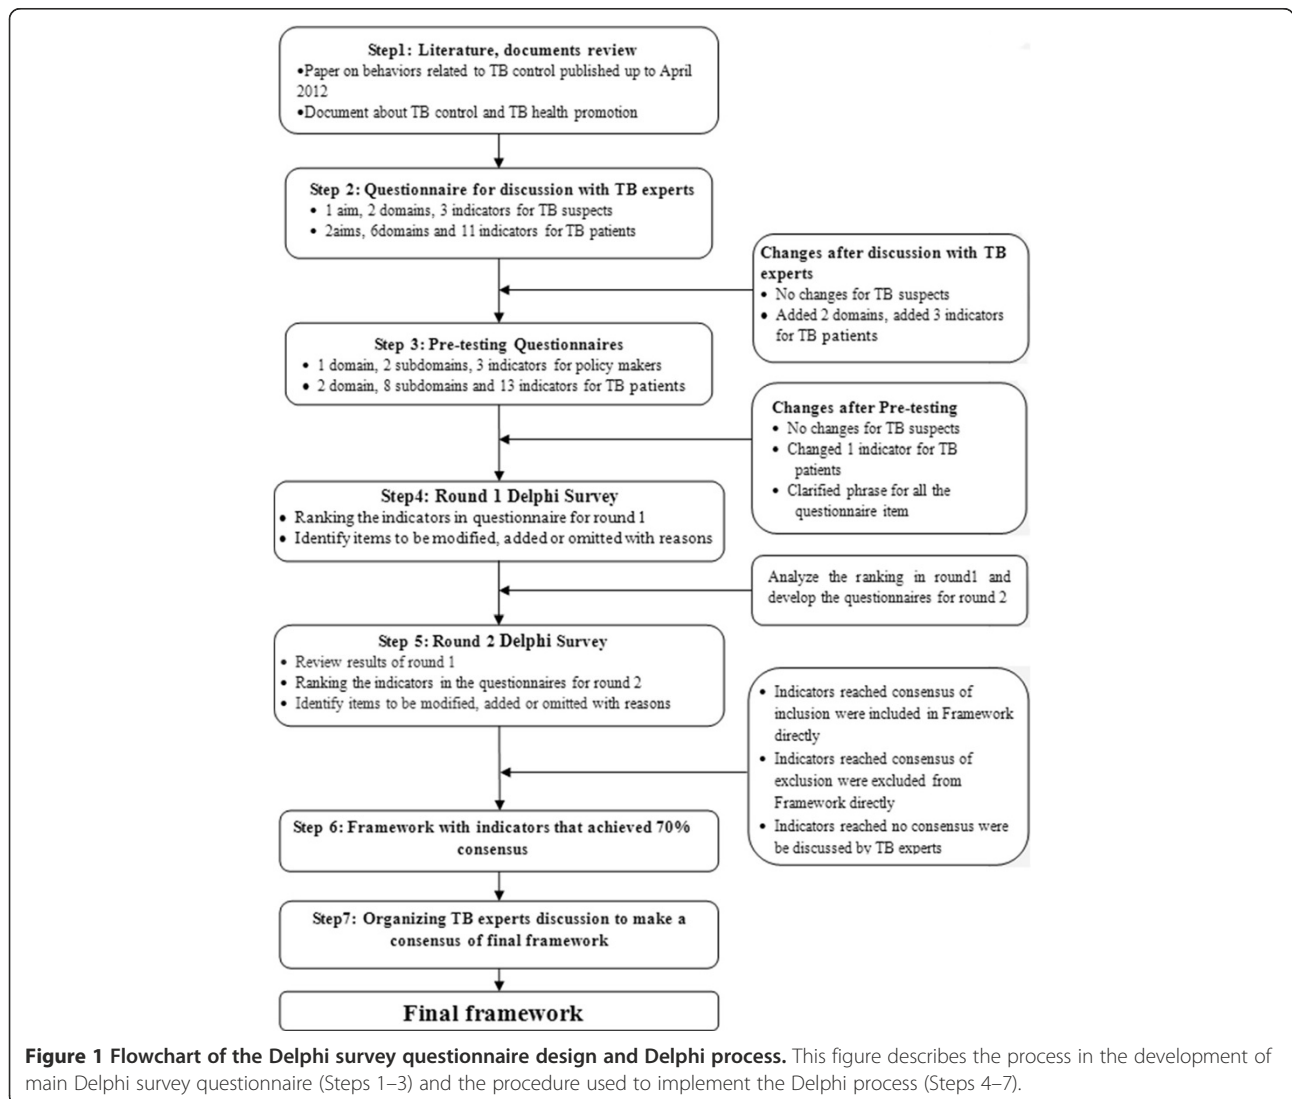 Step1: Literature, documents review
•Paper on behaviors related to TB control published up to April
2012
•Document about TB control and TB health promotion
Step 2: Questionnaire for discussion with TB experts
• 1 aim, 2 domains, 3 indicators for TB suspects
• 2aims, 6domains and 11 indicators for TB patients
Changes after discussion with TB
experts
• No changes for TB suspects
• Added 2 domains, added 3 indicators
for TB patients
Step 3: Pre-testing Questionnaires
• 1 domain, 2 subdomains, 3 indicators for policy makers
• 2 domain, 8 subdomains and 13 indicators for TB patients
Changes after Pre-testing
• No changes for TB suspects
• Changed 1 indicator for TB
patients
• Clarified phrase for all the
questionnaire item
Step4: Round 1 Delphi Survey
• Ranking the indicators in questionnaire for round 1
• Identify items to be modified, added or omitted with reasons
Analyze the ranking in round1 and
develop the questionnaires for round 2
Step 5: Round 2 Delphi Survey
• Review results of round 1
• Ranking the indicators in the questionnaires for round 2
• Identify items to be modified, added or omitted with reasons
• Indicators reached consensus of
inclusion were included in Framework
directly
• Indicators reached consensus of
exclusion were excluded from
Framework directly
• Indicators reached no consensus were
be discussed by TB experts
Step 6: Framework with indicators that achieved 70%
consensus
Step7: Organizing TB experts discussion to make a
consensus of final framework
Final framework
Figure 1 Flowchart of the Delphi survey questionnaire design and Delphi process. This figure describes the process in the development of
main Delphi survey questionnaire (Steps 1–3) and the procedure used to implement the Delphi process (Steps 4–7).